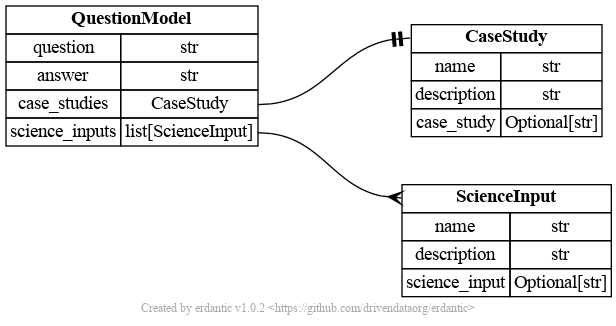 QuestionModel
question str
answer str
case_studies CaseStudy
science_inputs list[ScienceInput]
CaseStudy
name str
description str
case_study Optional[str]
ScienceInput
name str
description str
science_input Optional[str]
Created by erdantic v1.0.2 <https://github.com/drivendataorg/erdantic>